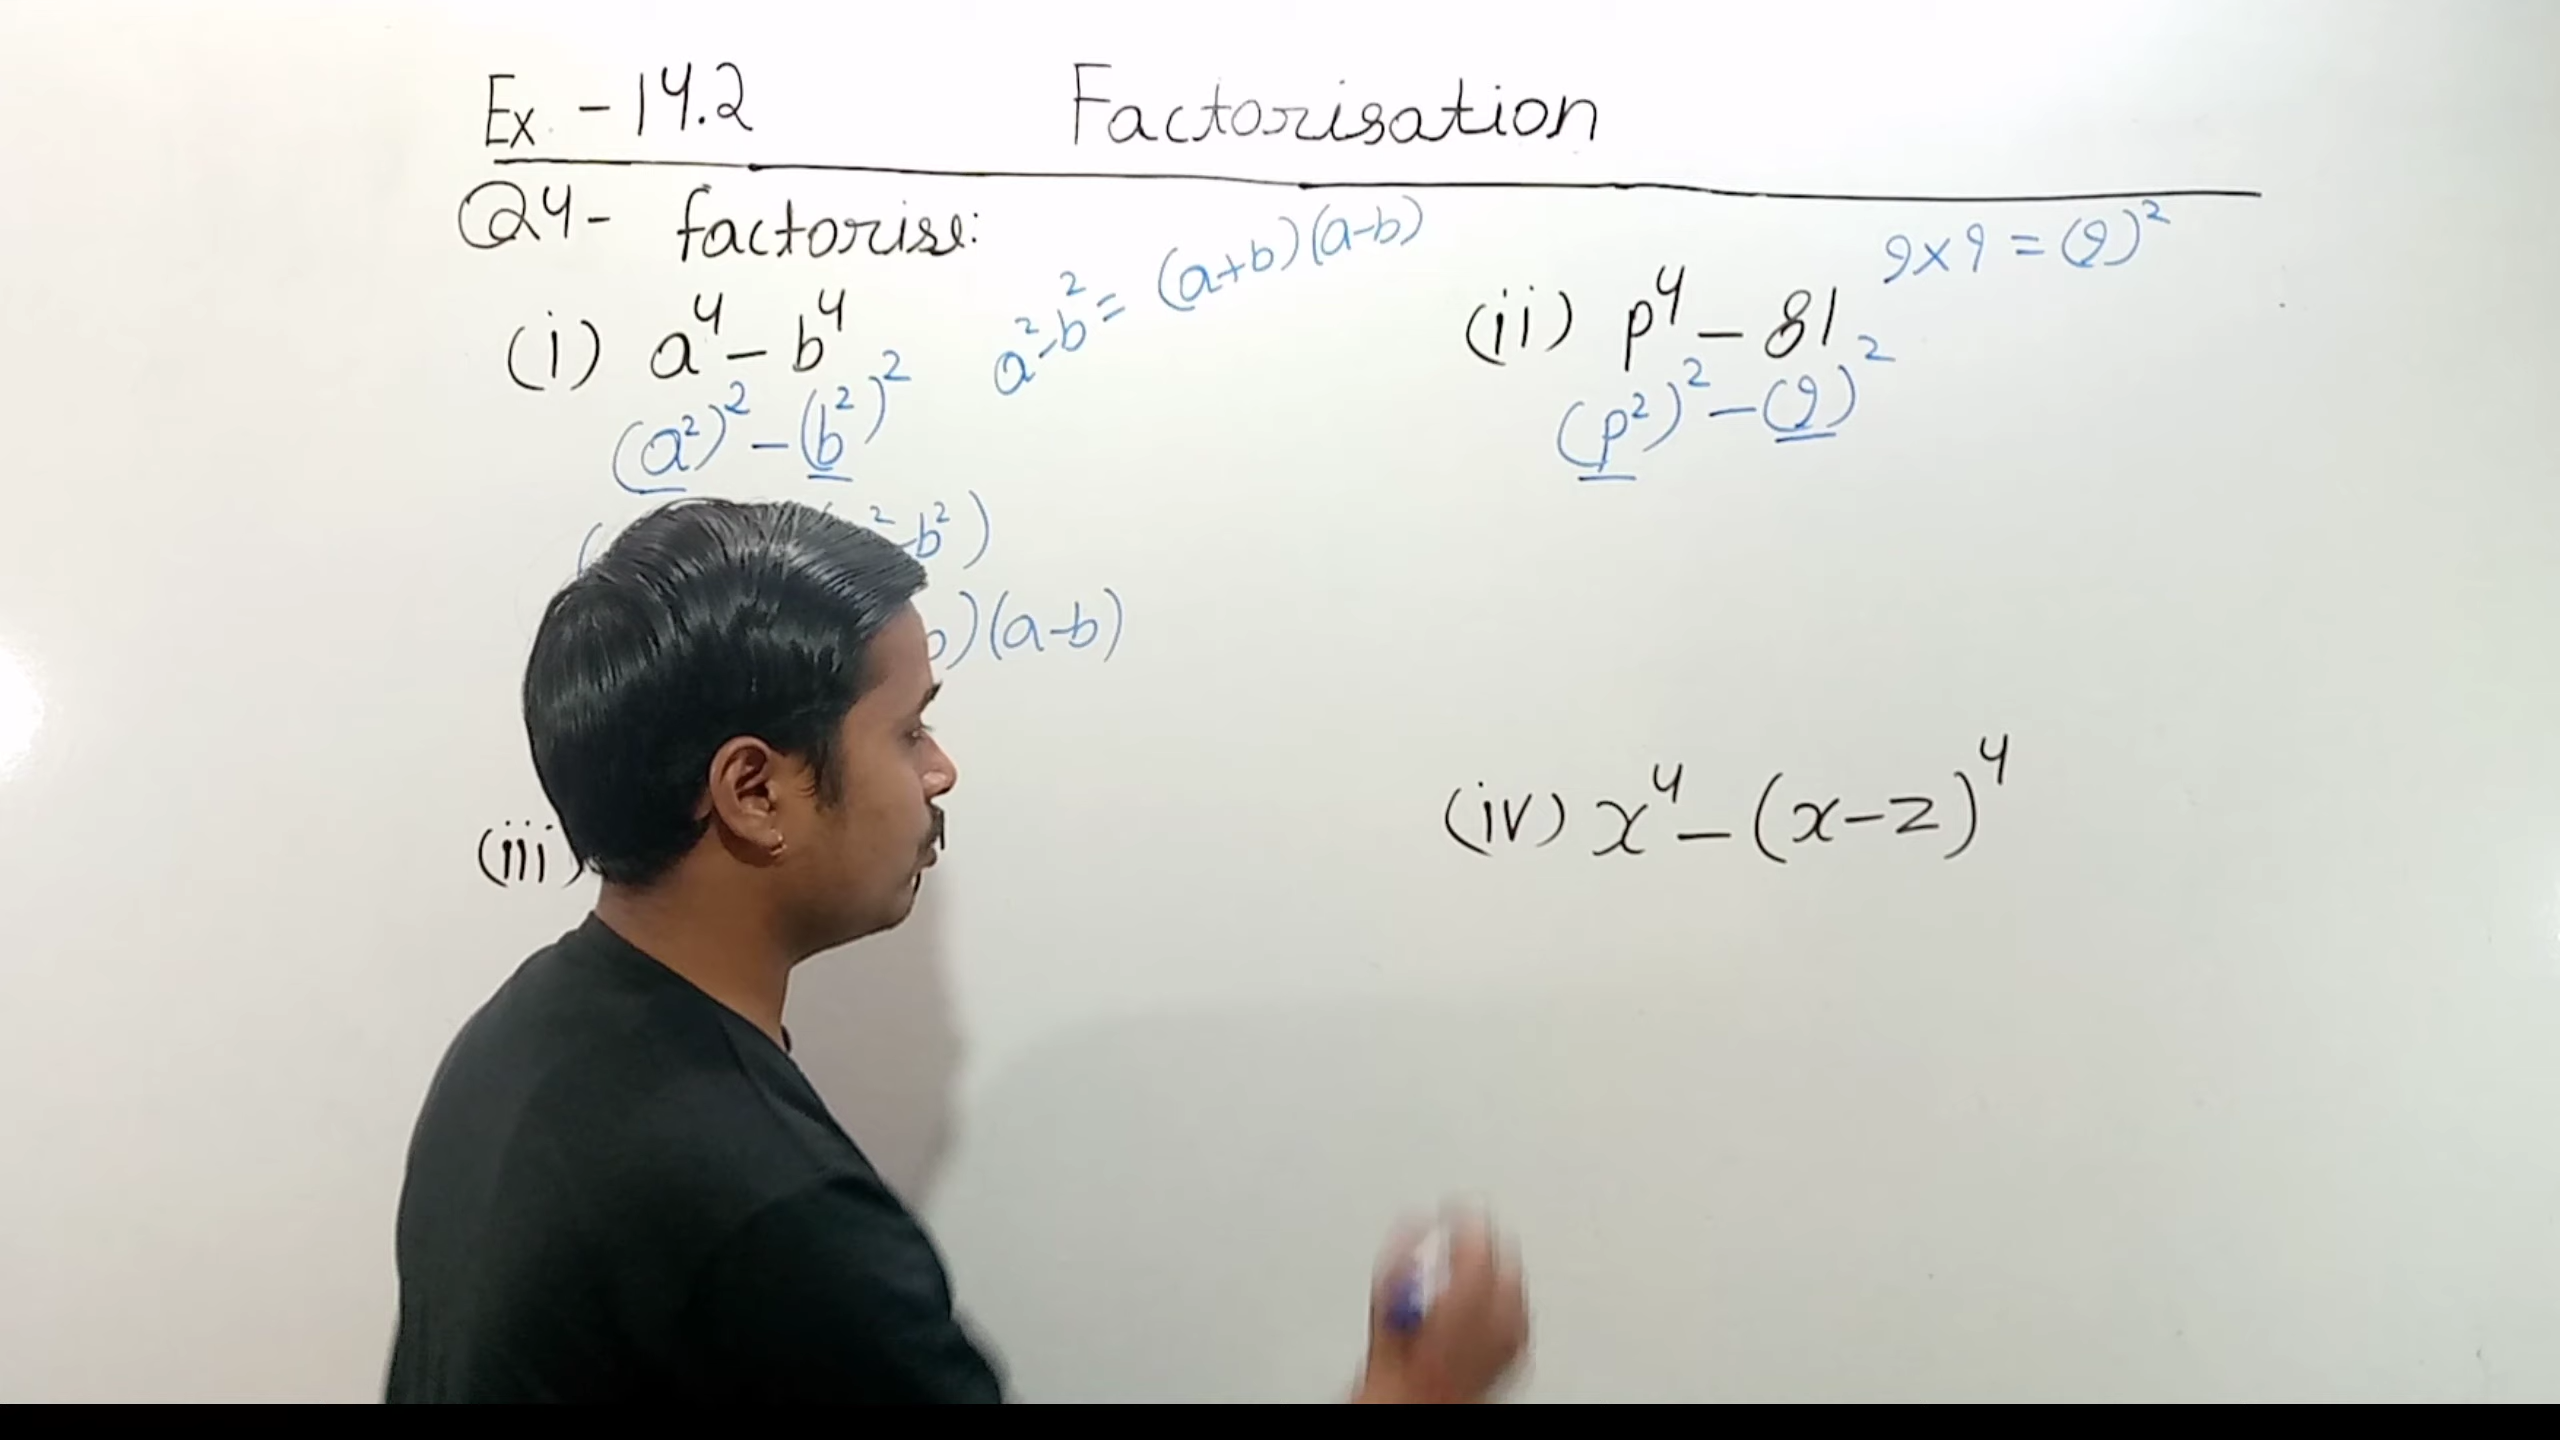 Ex. - 14.2 Factorisation
Q4- factorise:
(i) a⁴ - b⁴
a² - b² = (a+b)(a-b)
(a²)² - (b²)²
²-b²)
)(a-b)
(ii) p⁴ - 81
9×9 = (9)²
(p²)² - (9)²
(iii)
(iv) x⁴ - (x-z)⁴